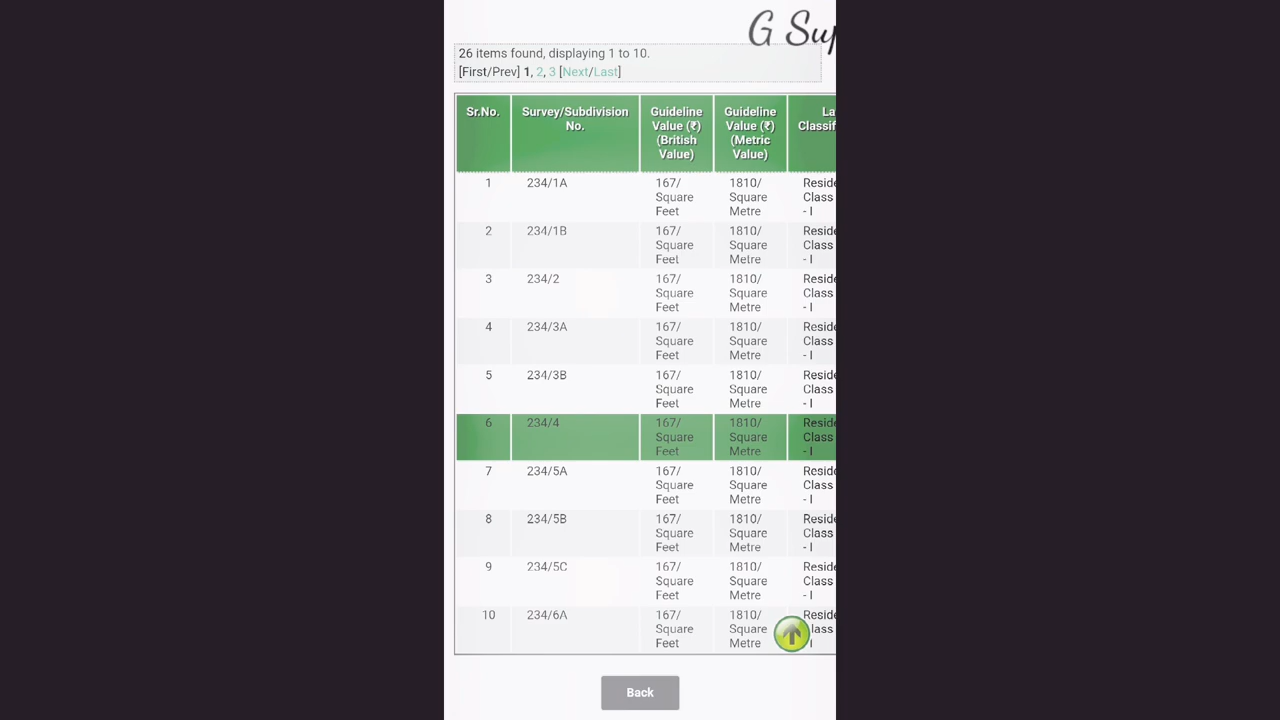 G Sup
26 items found, displaying 1 to 10.
[First/Prev] 1, 2, 3 [Next/Last]
Sr.No. Survey/Subdivision No. Guideline Value (₹) (British Value) Guideline Value (₹) (Metric Value) La Classif
1 234/1A 167/ Square Feet 1810/ Square Metre Reside Class - I
2 234/1B 167/ Square Feet 1810/ Square Metre Reside Class - I
3 234/2 167/ Square Feet 1810/ Square Metre Reside Class - I
4 234/3A 167/ Square Feet 1810/ Square Metre Reside Class - I
5 234/3B 167/ Square Feet 1810/ Square Metre Reside Class - I
6 234/4 167/ Square Feet 1810/ Square Metre Reside Class - I
7 234/5A 167/ Square Feet 1810/ Square Metre Reside Class - I
8 234/5B 167/ Square Feet 1810/ Square Metre Reside Class - I
9 234/5C 167/ Square Feet 1810/ Square Metre Reside Class - I
10 234/6A 167/ Square Feet 1810/ Square Metre Reside lass I
Back